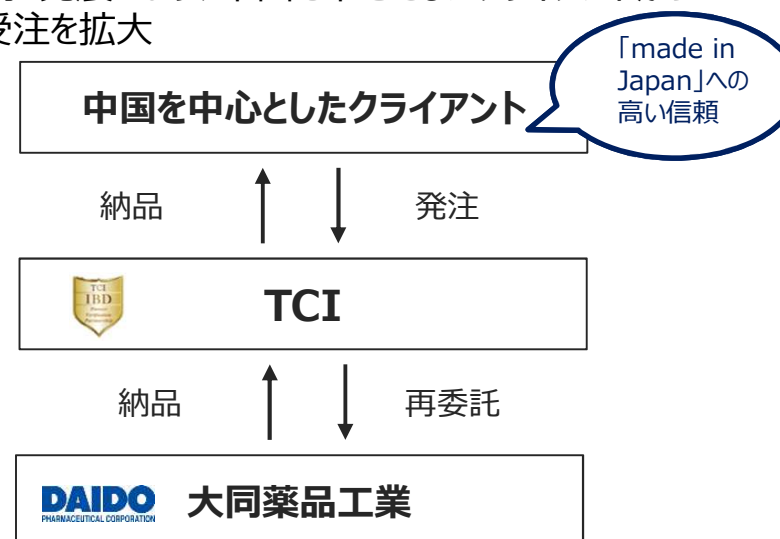 受注を拡大
「made in
Japan」への
高い信頼
中国を中心としたクライアント
納品
発注
TCI
IBD
TCI
納品
再委託
DAIDO
PHARMACEUTICAL CORPORATION
大同薬品工業